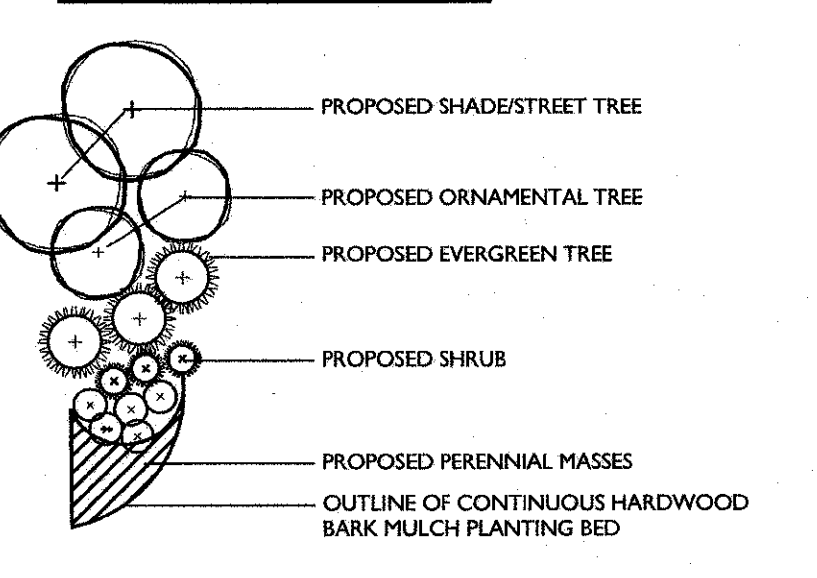 PROPOSED SHADE/STREET TREE
PROPOSED ORNAMENTAL TREE
PROPOSED EVERGREEN TREE
PROPOSED SHRUB
PROPOSED PERENNIAL MASSES
OUTLINE OF CONTINUOUS HARDWOOD
BARK MULCH PLANTING BED